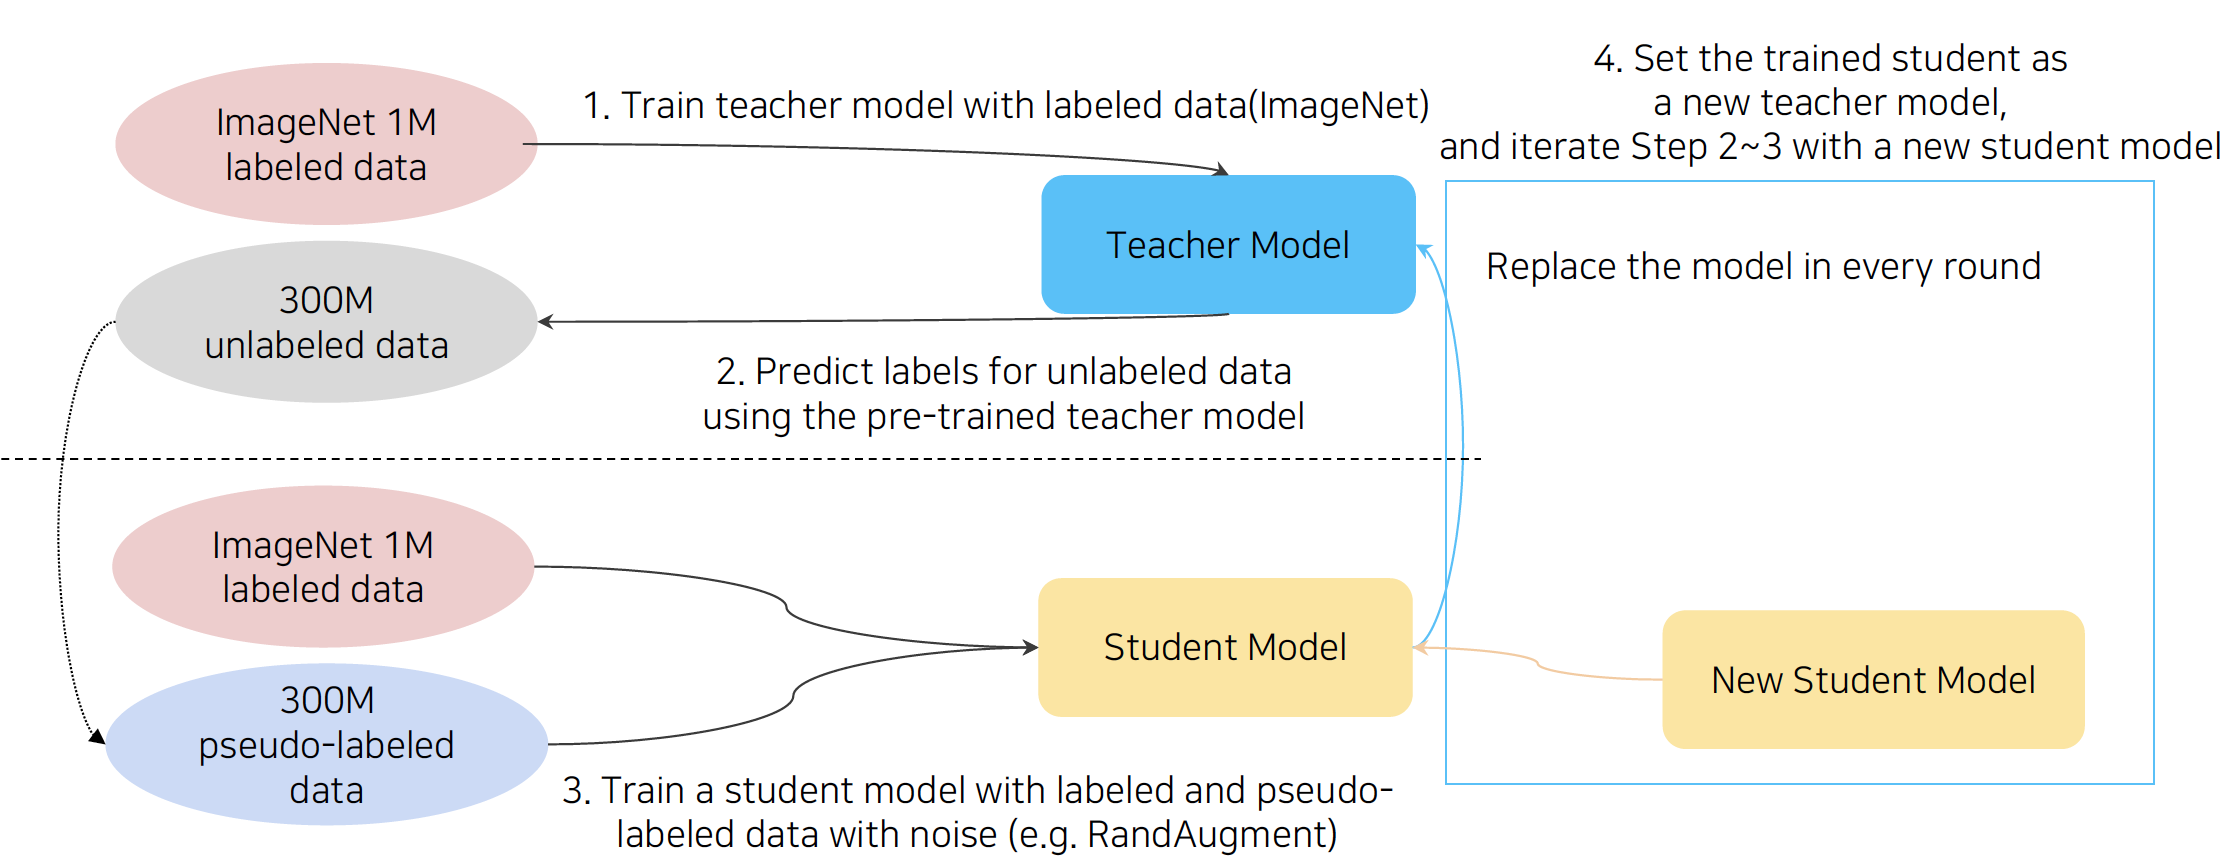 ImageNet 1M
labeled data
1. Train teacher model with labeled data(ImageNet)
4. Set the trained student as
a new teacher model,
and iterate Step 2~3 with a new student model
Teacher Model
Replace the model in every round
300M
unlabeled data
2. Predict labels for unlabeled data
using the pre-trained teacher model
ImageNet 1M
labeled data
Student Model
New Student Model
300M
pseudo-labeled
data
3. Train a student model with labeled and pseudo-
labeled data with noise (e.g. RandAugment)